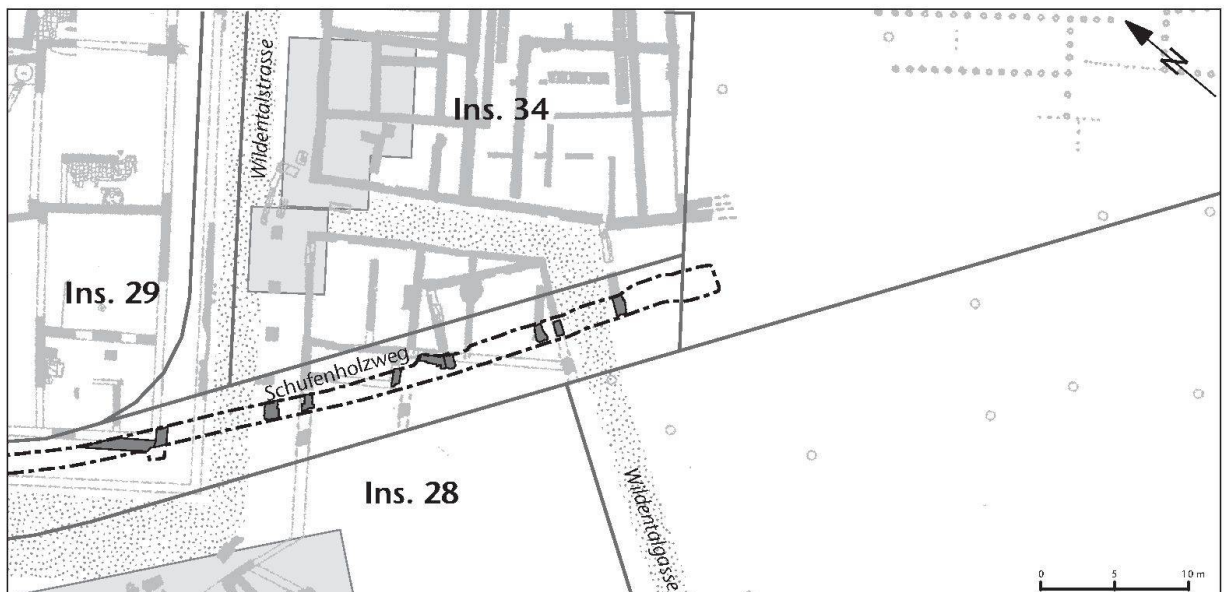 N
Wildentalstrasse
Ins. 34
Ins. 29
Schufenholzweg
Ins. 28
Wildentalgasse
0 5 10 m